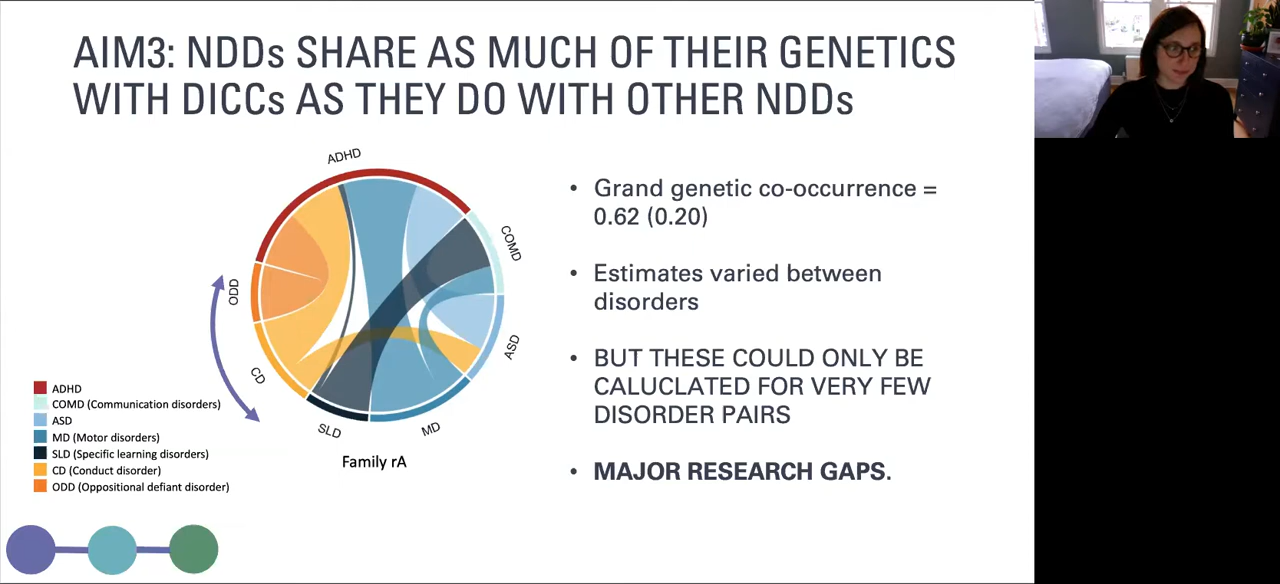 AIM3: NDDs SHARE AS MUCH OF THEIR GENETICS
WITH DICCs AS THEY DO WITH OTHER NDDs
ADHD
COMD
ODD
ASD
CD
SLD
MD
Family rA
ADHD
COMD (Communication disorders)
ASD
MD (Motor disorders)
SLD (Specific learning disorders)
CD (Conduct disorder)
ODD (Oppositional defiant disorder)
• Grand genetic co-occurrence =
0.62 (0.20)
• Estimates varied between
disorders
• BUT THESE COULD ONLY BE
CALUCLATED FOR VERY FEW
DISORDER PAIRS
• MAJOR RESEARCH GAPS.